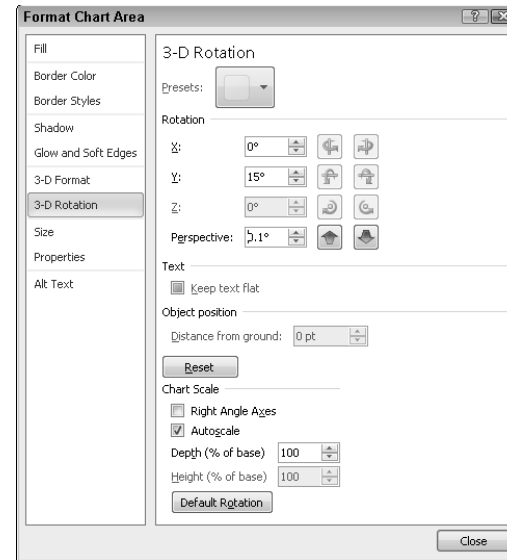 Format Chart Area
Fill
Border Color
Border Styles
Shadow
Glow and Soft Edges
3-D Format
3-D Rotation
Size
Properties
Alt Text
3-D Rotation
Presets:
Rotation
X: 0°
Y: 15°
Z: 0°
Perspective: .1°
Text
Keep text flat
Object position
Distance from ground: 0 pt
Reset
Chart Scale
Right Angle Axes
Autoscale
Depth (% of base) 100
Height (% of base) 100
Default Rotation
Close